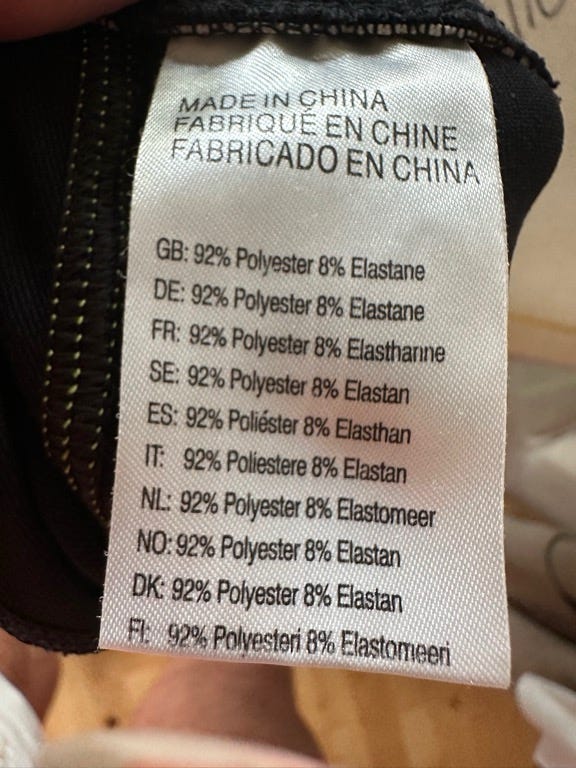 MADE IN CHINA
FABRIQUÉ EN CHINE
FABRICADO EN CHINA
GB: 92% Polyester 8% Elastane
DE: 92% Polyester 8% Elastane
FR: 92% Polyester 8% Elasthanne
SE: 92% Polyester 8% Elastan
ES: 92% Poliéster 8% Elasthan
IT: 92% Poliestere 8% Elastan
NL: 92% Polyester 8% Elastomeer
NO: 92% Polyester 8% Elastan
DK: 92% Polyester 8% Elastan
FI: 92% Polyesteri 8% Elastomeeri